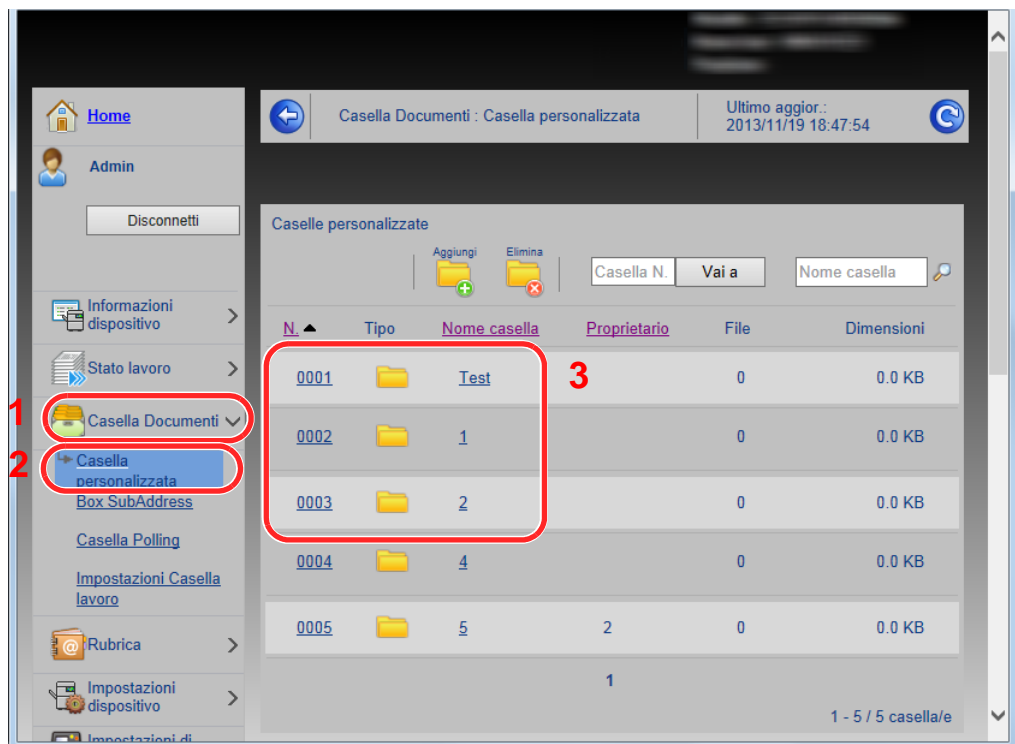 Home
Casella Documenti : Casella personalizzata
Ultimo aggior.:
2013/11/19 18:47:54
Admin
Disconnetti
Caselle personalizzate
Aggiungi
Elimina
Casella N.
Vai a
Nome casella
Informazioni
dispositivo
N. Tipo Nome casella Proprietario File Dimensioni
Stato lavoro
0001 Test 3 0 0.0 KB
1 Casella Documenti
0002 1 0 0.0 KB
2 Casella
personalizzata
Box SubAddress
0003 2 0 0.0 KB
Casella Polling
0004 4 0 0.0 KB
Impostazioni Casella
lavoro
0005 5 2 0 0.0 KB
@ Rubrica
1
Impostazioni
dispositivo
1 - 5 / 5 casella/e
Impostazioni di